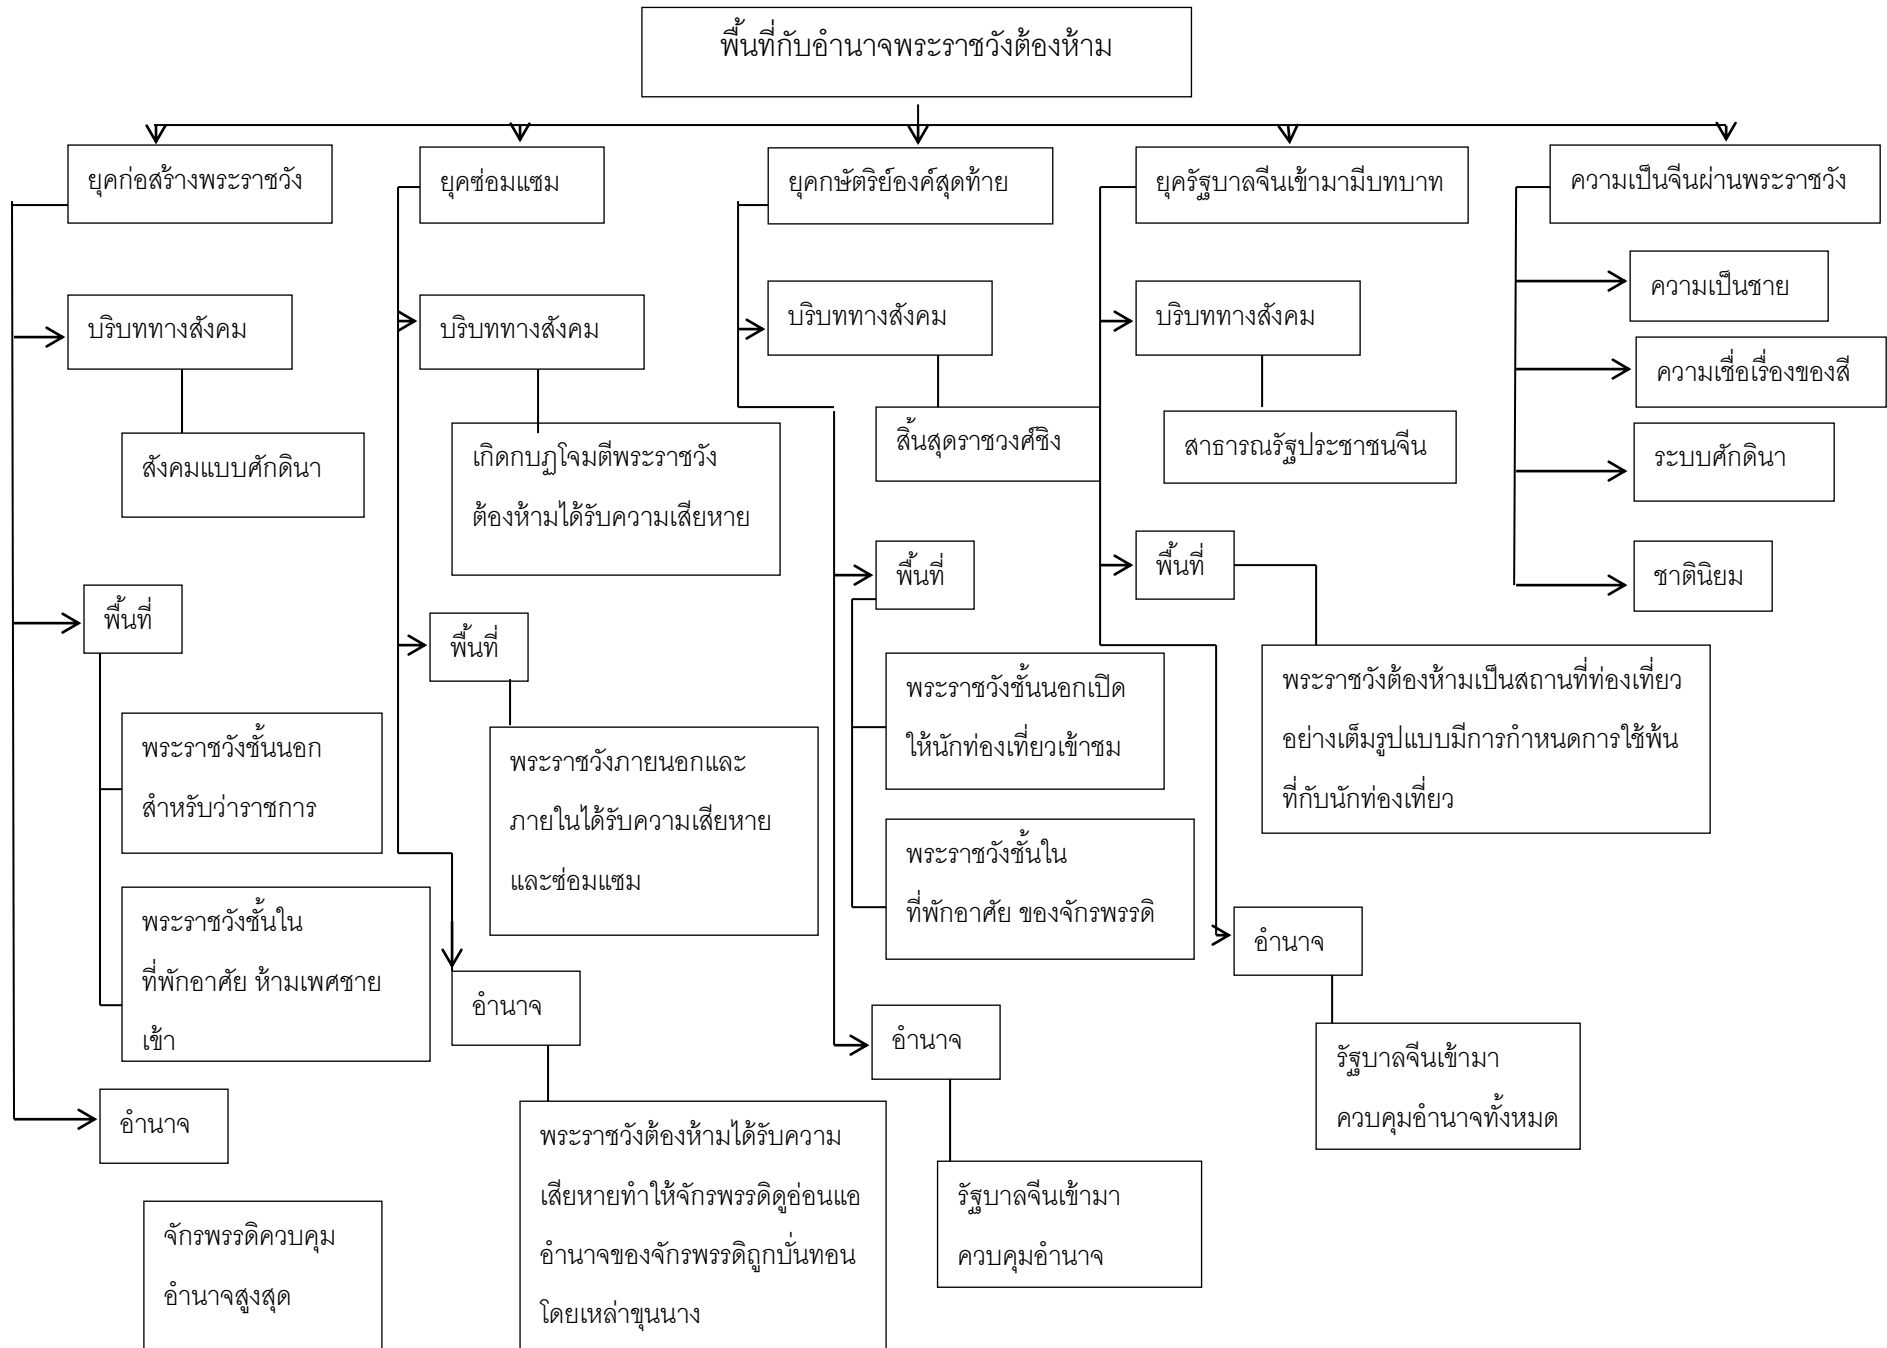 พื้นที่กับอำนาจพระราชวังต้องห้าม
ยุคก่อสร้างพระราชวัง
บริบททางสังคม
สังคมแบบศักดินา
พื้นที่
พระราชวังชั้นนอก
สำหรับว่าราชการ
พระราชวังชั้นใน
ที่พักอาศัย ห้ามเพศชาย
เข้า
อำนาจ
จักรพรรดิควบคุม
อำนาจสูงสุด
ยุคซ่อมแซม
บริบททางสังคม
เกิดกบฏโจมตีพระราชวัง
ต้องห้ามได้รับความเสียหาย
พื้นที่
พระราชวังภายนอกและ
ภายในได้รับความเสียหาย
และซ่อมแซม
อำนาจ
พระราชวังต้องห้ามได้รับความ
เสียหายทำให้จักรพรรดิดูอ่อนแอ
อำนาจของจักรพรรดิถูกบั่นทอน
โดยเหล่าขุนนาง
ยุคกษัตริย์องค์สุดท้าย
บริบททางสังคม
สิ้นสุดราชวงศ์ชิง
พื้นที่
พระราชวังชั้นนอกเปิด
ให้นักท่องเที่ยวเข้าชม
พระราชวังชั้นใน
ที่พักอาศัย ของจักรพรรดิ
อำนาจ
รัฐบาลจีนเข้ามา
ควบคุมอำนาจ
ยุครัฐบาลจีนเข้ามามีบทบาท
บริบททางสังคม
สาธารณรัฐประชาชนจีน
พื้นที่
พระราชวังต้องห้ามเป็นสถานที่ท่องเที่ยว
อย่างเต็มรูปแบบมีการกำหนดการใช้พ้น
ที่กับนักท่องเที่ยว
อำนาจ
รัฐบาลจีนเข้ามา
ควบคุมอำนาจทั้งหมด
ความเป็นจีนผ่านพระราชวัง
ความเป็นชาย
ความเชื่อเรื่องของสี
ระบบศักดินา
ชาตินิยม